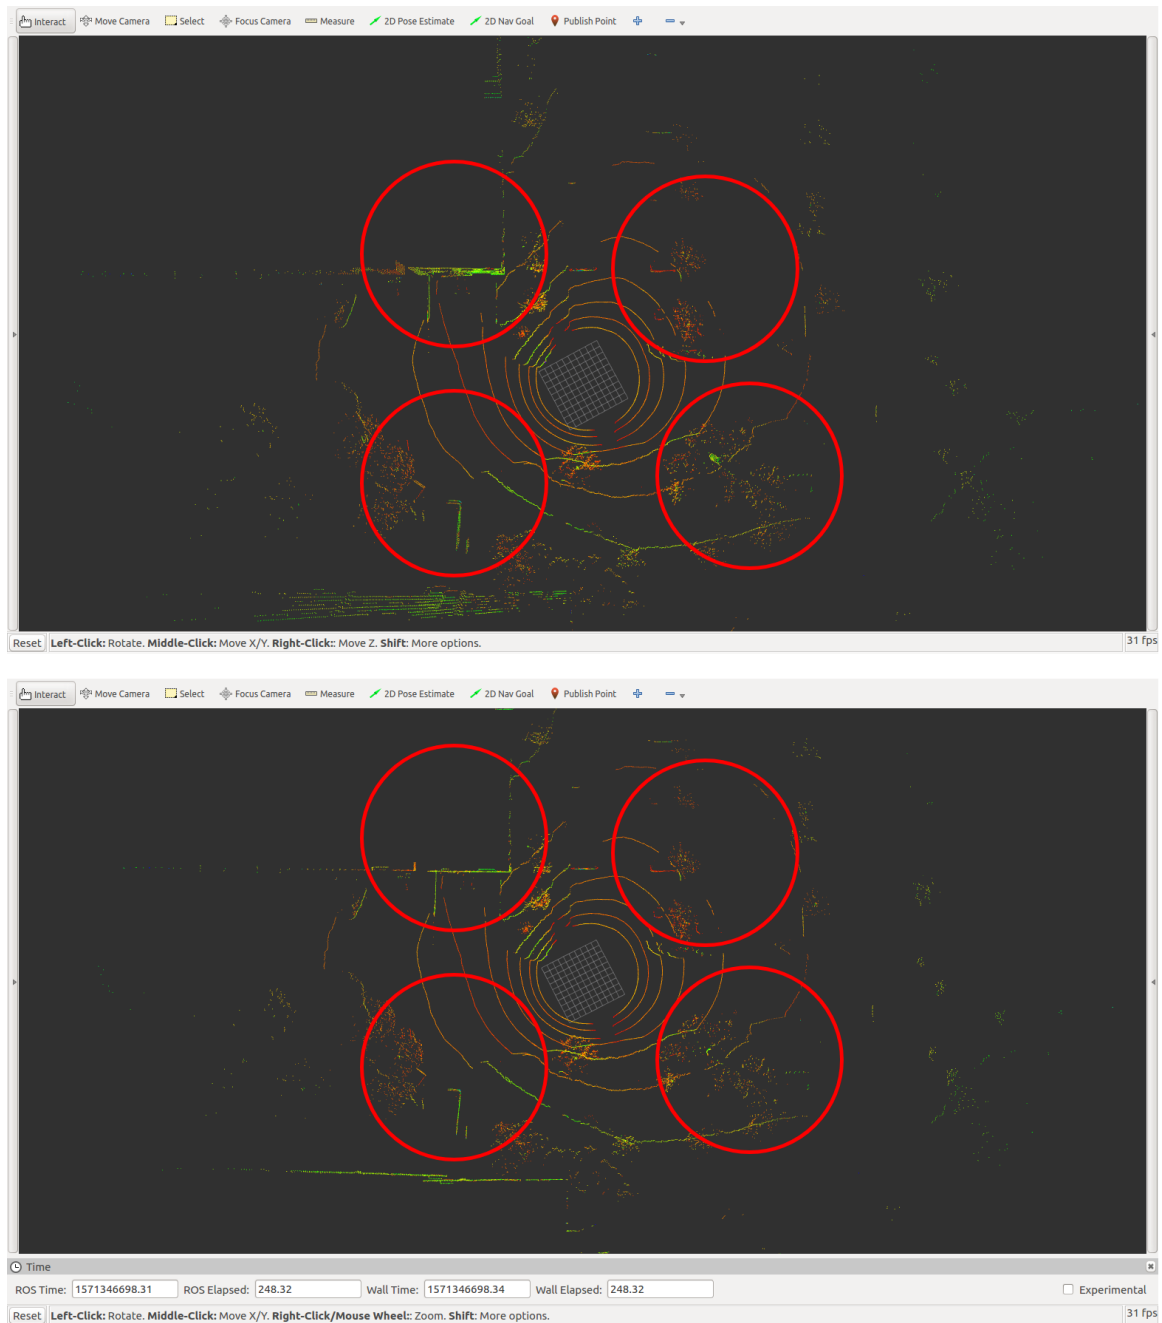 Interact Move Camera Select Focus Camera Measure 2D Pose Estimate 2D Nav Goal Publish Point
Reset Left-Click: Rotate. Middle-Click: Move X/Y. Right-Click:: Move Z. Shift: More options. 31 fps
Interact Move Camera Select Focus Camera Measure 2D Pose Estimate 2D Nav Goal Publish Point
Time
ROS Time: 1571346698.31 ROS Elapsed: 248.32 Wall Time: 1571346698.34 Wall Elapsed: 248.32 Experimental
Reset Left-Click: Rotate. Middle-Click: Move X/Y. Right-Click/Mouse Wheel:: Zoom. Shift: More options. 31 fps